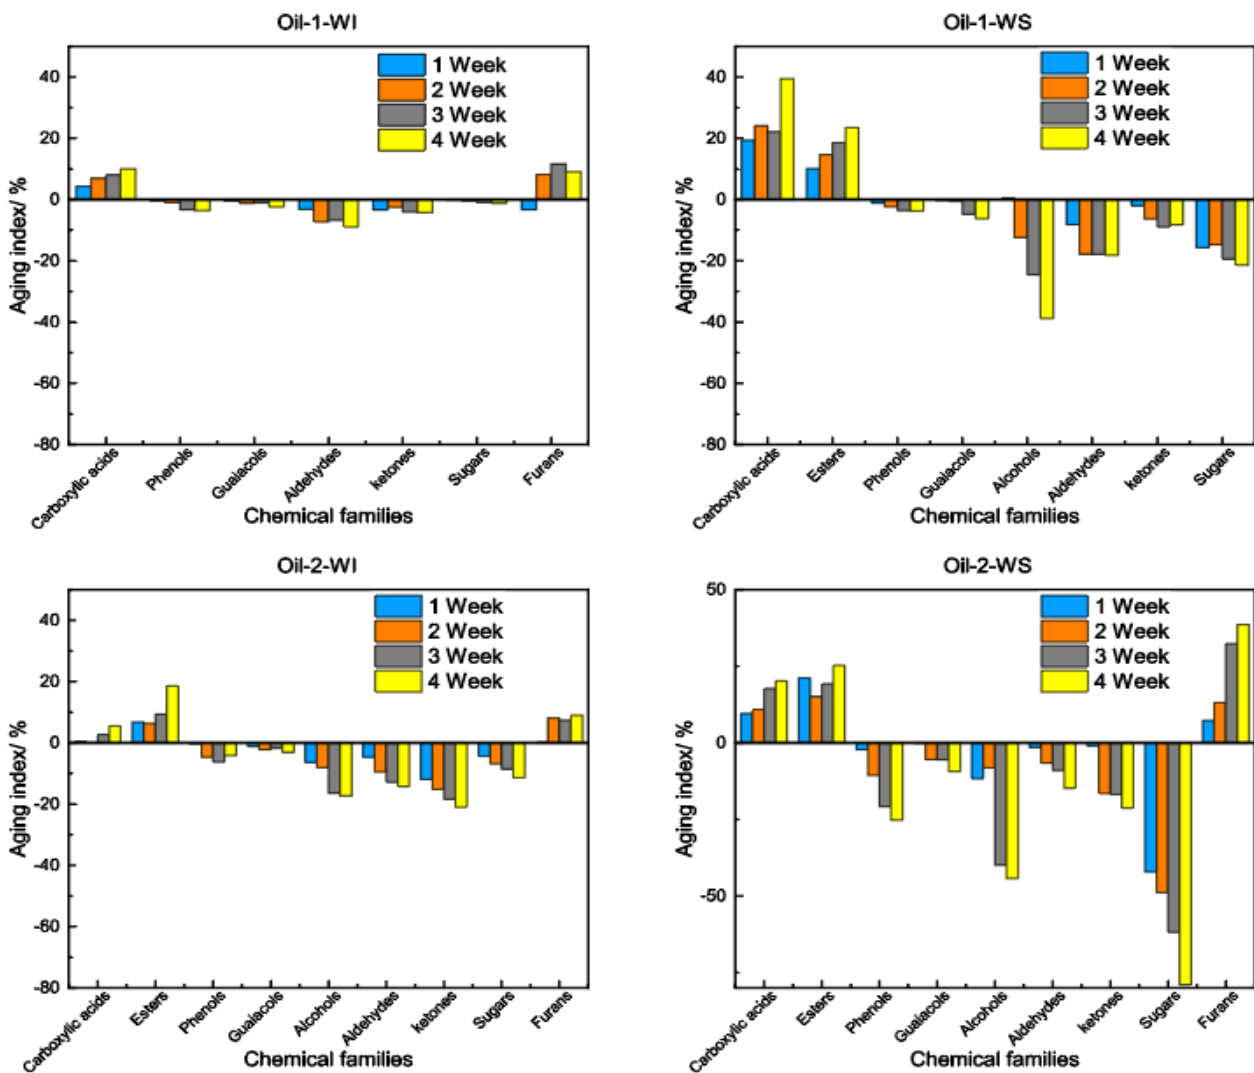 Oil-1-WI
Aging index/ %
40
20
0
-20
-40
-60
-80
1 Week
2 Week
3 Week
4 Week
Carboxylic acids
Phenols
Guaiacols
Aldehydes
ketones
Sugars
Furans
Chemical families
Oil-1-WS
Aging index/ %
40
20
0
-20
-40
-60
-80
1 Week
2 Week
3 Week
4 Week
Carboxylic acids
Esters
Phenols
Guaiacols
Alcohols
Aldehydes
ketones
Sugars
Chemical families
Oil-2-WI
Aging index/ %
40
20
0
-20
-40
-60
-80
1 Week
2 Week
3 Week
4 Week
Carboxylic acids
Esters
Phenols
Guaiacols
Alcohols
Aldehydes
ketones
Sugars
Furans
Chemical families
Oil-2-WS
Aging index/ %
50
0
-50
1 Week
2 Week
3 Week
4 Week
Carboxylic acids
Esters
Phenols
Guaiacols
Alcohols
Aldehydes
ketones
Sugars
Furans
Chemical families